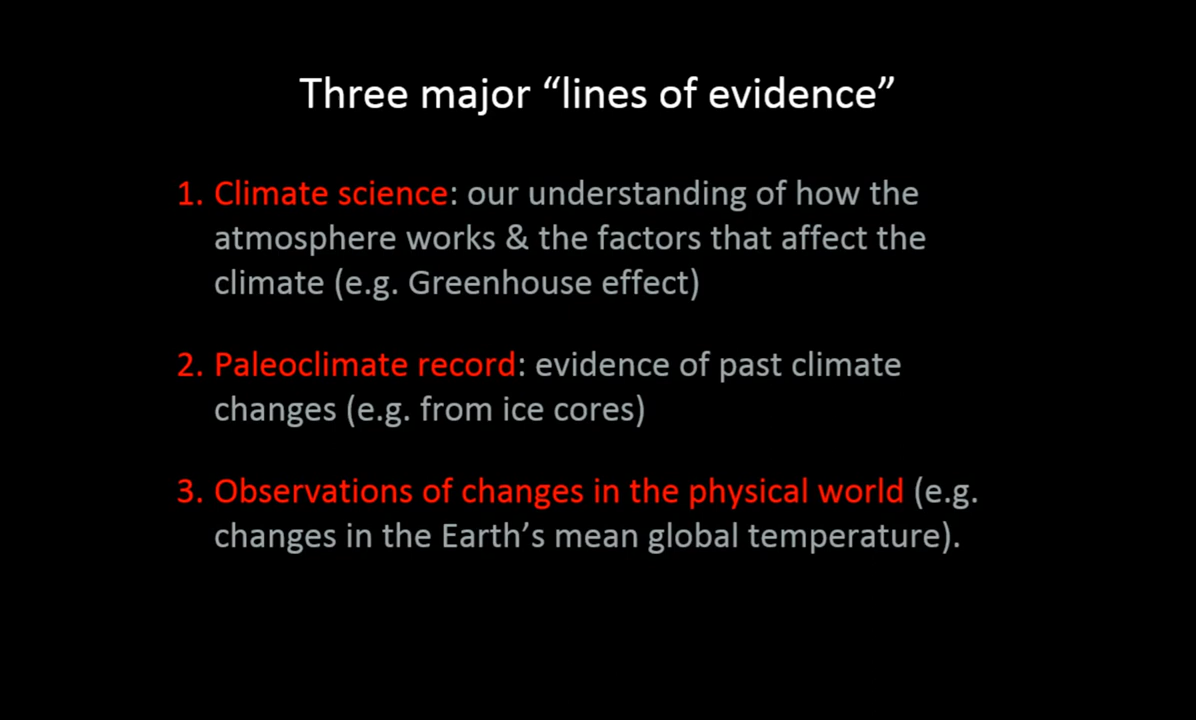 Three major “lines of evidence”
1. Climate science: our understanding of how the
atmosphere works & the factors that affect the
climate (e.g. Greenhouse effect)
2. Paleoclimate record: evidence of past climate
changes (e.g. from ice cores)
3. Observations of changes in the physical world (e.g.
changes in the Earth’s mean global temperature).